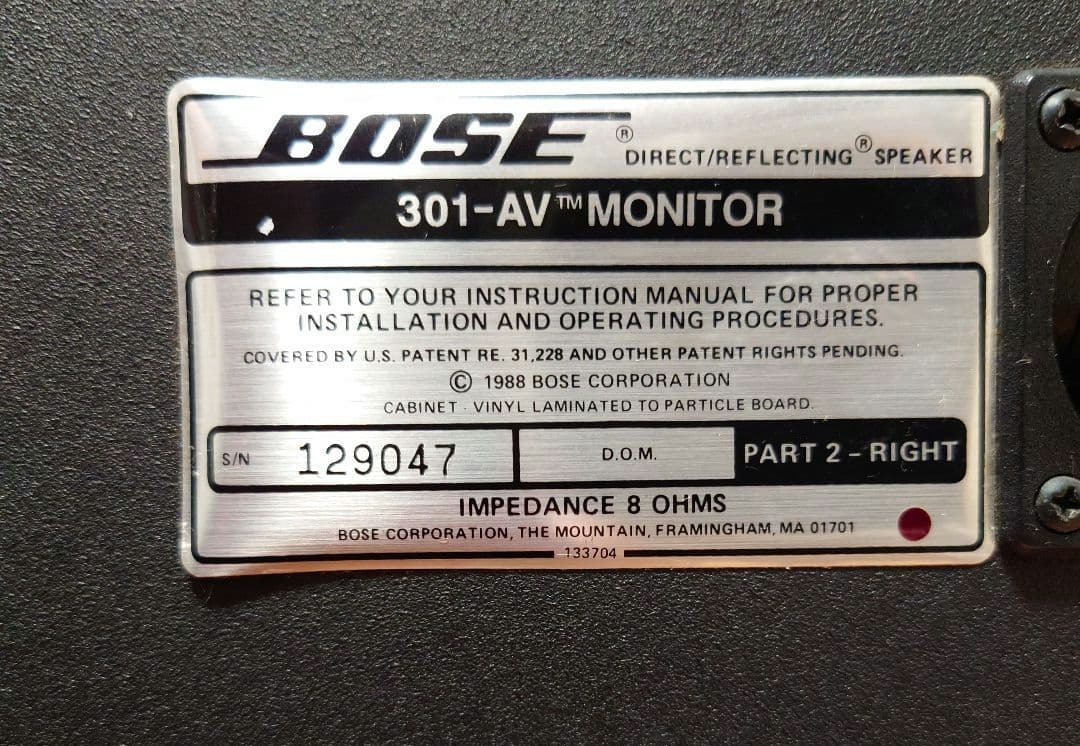 BOSE® DIRECT/REFLECTING® SPEAKER
301-AV™ MONITOR
REFER TO YOUR INSTRUCTION MANUAL FOR PROPER
INSTALLATION AND OPERATING PROCEDURES.
COVERED BY U.S. PATENT RE. 31,228 AND OTHER PATENT RIGHTS PENDING.
© 1988 BOSE CORPORATION
CABINET - VINYL LAMINATED TO PARTICLE BOARD.
S/N 129047 D.O.M. PART 2 - RIGHT
IMPEDANCE 8 OHMS
BOSE CORPORATION, THE MOUNTAIN, FRAMINGHAM, MA 01701
133704